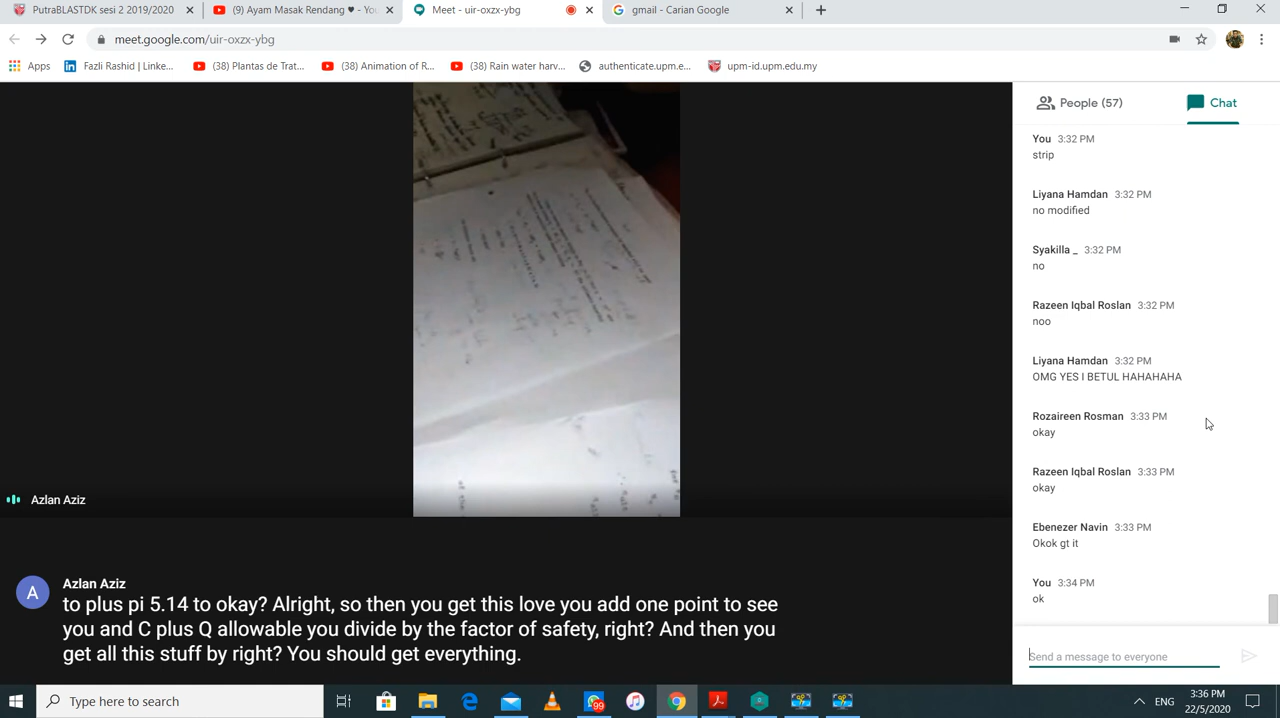 PutraBLASTDK sesi 2 2019/2020
(9) Ayam Masak Rendang ♥ - You
Meet - uir-oxzx-ybg
gmail - Carian Google
meet.google.com/uir-oxzx-ybg
Apps
Fazli Rashid | Linke...
(38) Plantas de Trat...
(38) Animation of R...
(38) Rain water harv...
authenticate.upm.e...
upm-id.upm.edu.my
People (57)
Chat
You 3:32 PM
strip
Liyana Hamdan 3:32 PM
no modified
Syakilla _ 3:32 PM
no
Razeen Iqbal Roslan 3:32 PM
noo
Liyana Hamdan 3:32 PM
OMG YES I BETUL HAHAHAHA
Rozaireen Rosman 3:33 PM
okay
Razeen Iqbal Roslan 3:33 PM
okay
Ebenezer Navin 3:33 PM
Okok gt it
You 3:34 PM
ok
Send a message to everyone
Azlan Aziz
A
Azlan Aziz
to plus pi 5.14 to okay? Alright, so then you get this love you add one point to see
you and C plus Q allowable you divide by the factor of safety, right? And then you
get all this stuff by right? You should get everything.
Type here to search
99
ENG
3:36 PM
22/5/2020